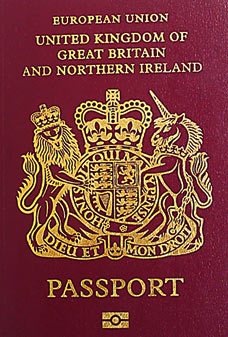 EUROPEAN UNION
UNITED KINGDOM OF
GREAT BRITAIN
AND NORTHERN IRELAND
DIEU ET MON DROIT
PASSPORT